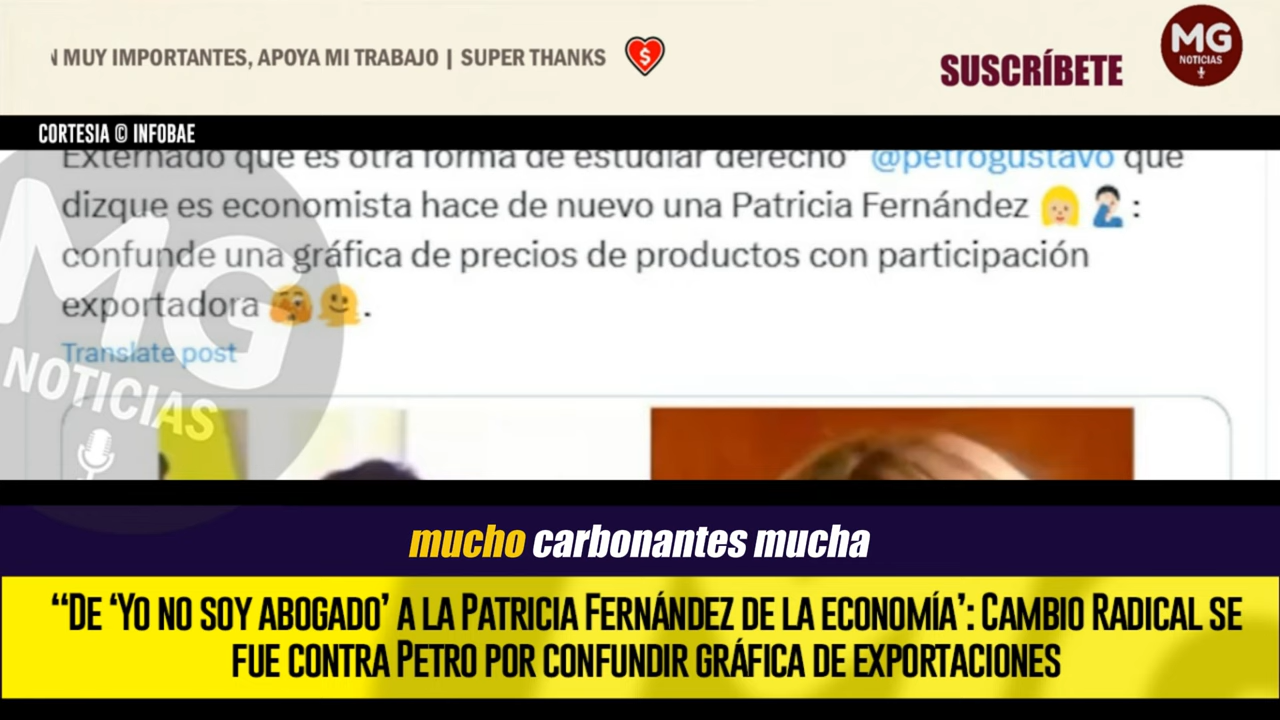 MUY IMPORTANTES, APOYA MI TRABAJO | SUPER THANKS
SUSCRÍBETE
MG
NOTICIAS
CORTESIA © INFOBAE
Externado que es otra forma de estudiar derecho" @petrogustavo que
dizque es economista hace de nuevo una Patricia Fernández 👱‍♀️🤦🏻‍♂️:
confunde una gráfica de precios de productos con participación
exportadora 🫣🫠.
Translate post
MG
NOTICIAS
mucho carbonantes mucha
“DE ‘YO NO SOY ABOGADO’ A LA PATRICIA FERNÁNDEZ DE LA ECONOMÍA’: CAMBIO RADICAL SE
FUE CONTRA PETRO POR CONFUNDIR GRÁFICA DE EXPORTACIONES